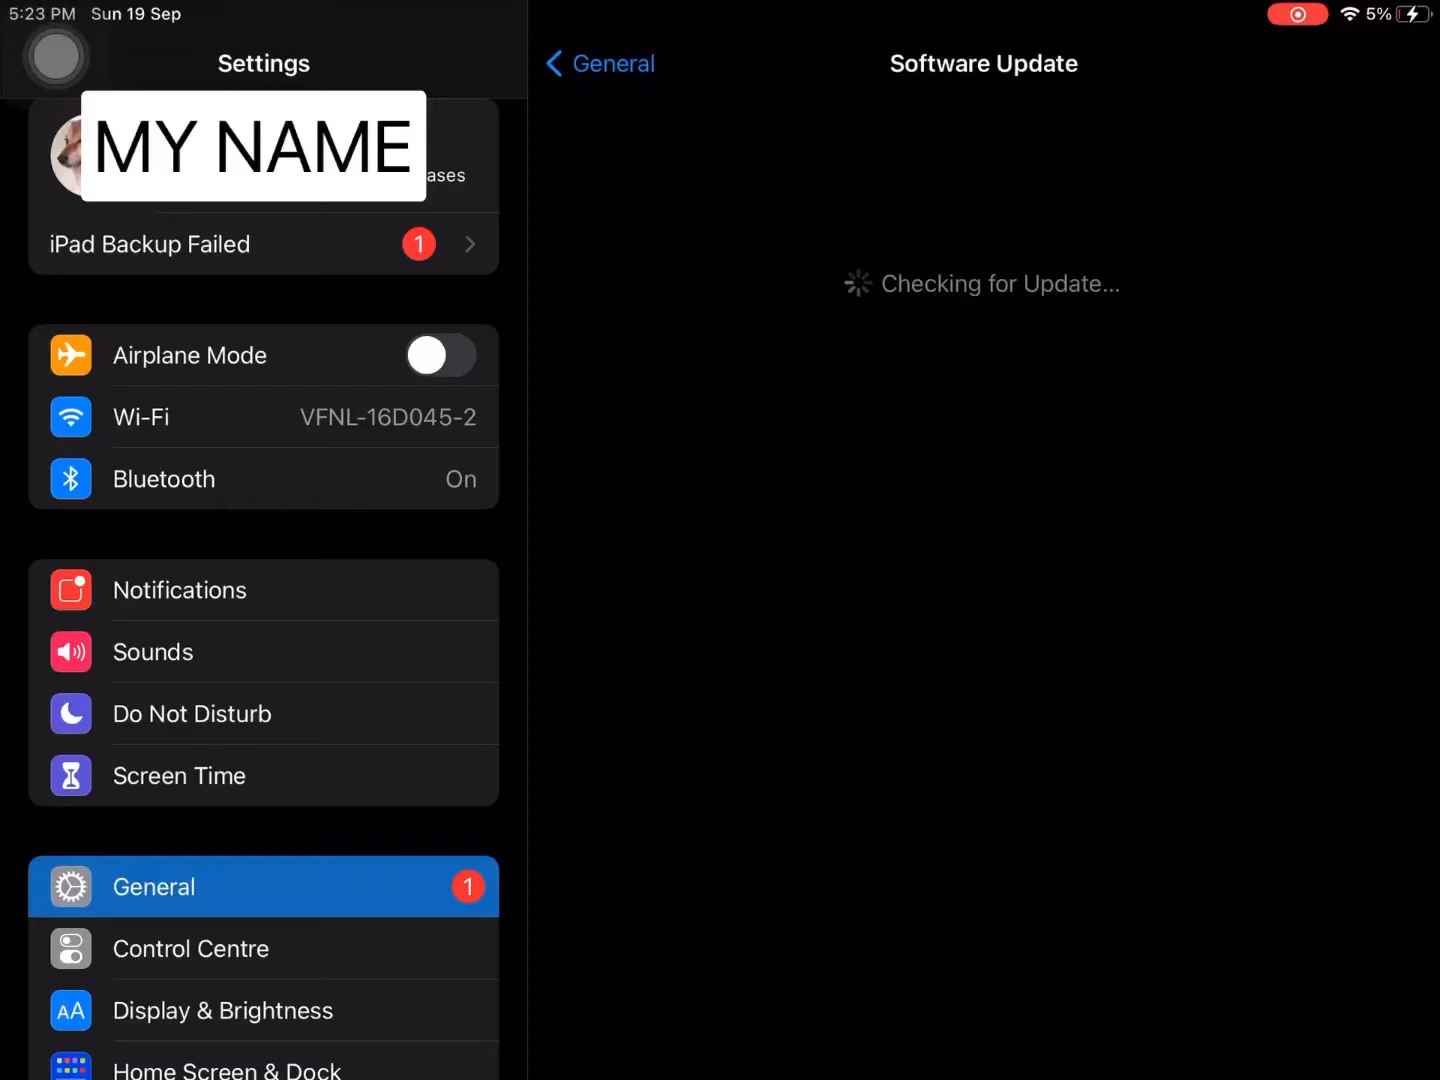 5:23 PM Sun 19 Sep
5%
Settings
General
Software Update
MY NAME
ases
iPad Backup Failed 1
Checking for Update...
Airplane Mode
Wi-Fi VFNL-16D045-2
Bluetooth On
Notifications
Sounds
Do Not Disturb
Screen Time
General 1
Control Centre
AA Display & Brightness
Home Screen & Dock